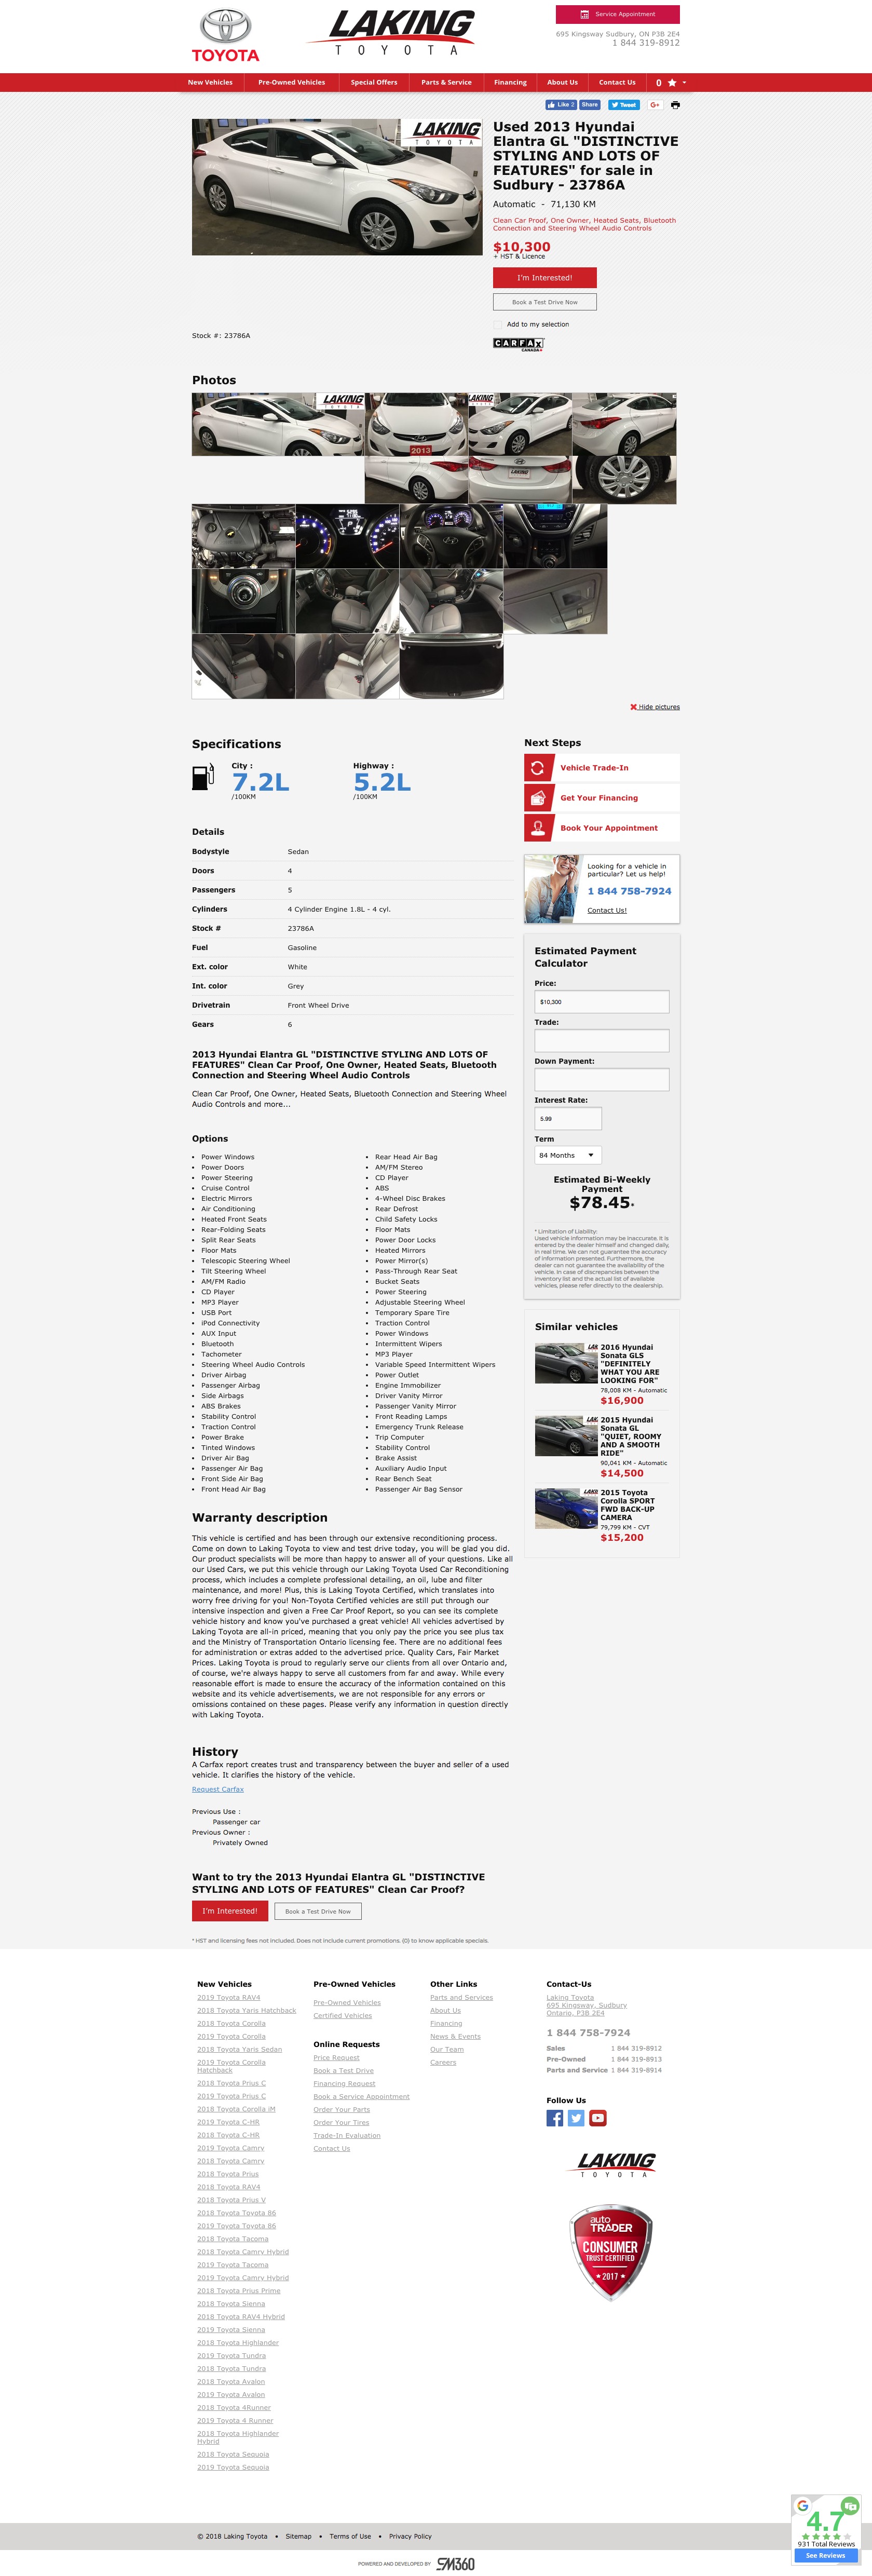 TOYOTA
LAKING
TOYOTA
Service Appointment
695 Kingsway Sudbury, ON P3B 2E4
1 844 319-8912
New Vehicles
Pre-Owned Vehicles
Special Offers
Parts & Service
Financing
About Us
Contact Us
0
Like 2
Share
Tweet
G+
LAKING
TOYOTA
Used 2013 Hyundai
Elantra GL "DISTINCTIVE
STYLING AND LOTS OF
FEATURES" for sale in
Sudbury - 23786A
Automatic - 71,130 KM
Clean Car Proof, One Owner, Heated Seats, Bluetooth
Connection and Steering Wheel Audio Controls
$10,300
+ HST & Licence
I'm Interested!
Book a Test Drive Now
Add to my selection
CARFAX
CANADA
Stock #: 23786A
Photos
LAKING
TOYOTA
2013
LAKING
LAKING
Hide pictures
Specifications
City :
7.2L
/100KM
Highway :
5.2L
/100KM
Details
Bodystyle Sedan
Doors 4
Passengers 5
Cylinders 4 Cylinder Engine 1.8L - 4 cyl.
Stock # 23786A
Fuel Gasoline
Ext. color White
Int. color Grey
Drivetrain Front Wheel Drive
Gears 6
2013 Hyundai Elantra GL "DISTINCTIVE STYLING AND LOTS OF
FEATURES" Clean Car Proof, One Owner, Heated Seats, Bluetooth
Connection and Steering Wheel Audio Controls
Clean Car Proof, One Owner, Heated Seats, Bluetooth Connection and Steering Wheel
Audio Controls and more...
Options
Power Windows
Power Doors
Power Steering
Cruise Control
Electric Mirrors
Air Conditioning
Heated Front Seats
Rear-Folding Seats
Split Rear Seats
Floor Mats
Telescopic Steering Wheel
Tilt Steering Wheel
AM/FM Radio
CD Player
MP3 Player
USB Port
iPod Connectivity
AUX Input
Bluetooth
Tachometer
Steering Wheel Audio Controls
Driver Airbag
Passenger Airbag
Side Airbags
ABS Brakes
Stability Control
Traction Control
Power Brake
Tinted Windows
Driver Air Bag
Passenger Air Bag
Front Side Air Bag
Front Head Air Bag
Rear Head Air Bag
AM/FM Stereo
CD Player
ABS
4-Wheel Disc Brakes
Rear Defrost
Child Safety Locks
Floor Mats
Power Door Locks
Heated Mirrors
Power Mirror(s)
Pass-Through Rear Seat
Bucket Seats
Power Steering
Adjustable Steering Wheel
Temporary Spare Tire
Traction Control
Power Windows
Intermittent Wipers
MP3 Player
Variable Speed Intermittent Wipers
Power Outlet
Engine Immobilizer
Driver Vanity Mirror
Passenger Vanity Mirror
Front Reading Lamps
Emergency Trunk Release
Trip Computer
Stability Control
Brake Assist
Auxiliary Audio Input
Rear Bench Seat
Passenger Air Bag Sensor
Warranty description
This vehicle is certified and has been through our extensive reconditioning process.
Come on down to Laking Toyota to view and test drive today, you will be glad you did.
Our product specialists will be more than happy to answer all of your questions. Like all
our Used Cars, we put this vehicle through our Laking Toyota Used Car Reconditioning
process, which includes a complete professional detailing, an oil, lube and filter
maintenance, and more! Plus, this is Laking Toyota Certified, which translates into
worry free driving for you! Non-Toyota Certified vehicles are still put through our
intensive inspection and given a Free Car Proof Report, so you can see its complete
vehicle history and know you've purchased a great vehicle! All vehicles advertised by
Laking Toyota are all-in priced, meaning that you only pay the price you see plus tax
and the Ministry of Transportation Ontario licensing fee. There are no additional fees
for administration or extras added to the advertised price. Quality Cars, Fair Market
Prices. Laking Toyota is proud to regularly serve our clients from all over Ontario and,
of course, we're always happy to serve all customers from far and away. While every
reasonable effort is made to ensure the accuracy of the information contained on this
website and its vehicle advertisements, we are not responsible for any errors or
omissions contained on these pages. Please verify any information in question directly
with Laking Toyota.
History
A Carfax report creates trust and transparency between the buyer and seller of a used
vehicle. It clarifies the history of the vehicle.
Request Carfax
Previous Use :
Passenger car
Previous Owner :
Privately Owned
Want to try the 2013 Hyundai Elantra GL "DISTINCTIVE
STYLING AND LOTS OF FEATURES" Clean Car Proof?
I'm Interested!
Book a Test Drive Now
* HST and licensing fees not included. Does not include current promotions. (0) to know applicable specials.
Next Steps
Vehicle Trade-In
Get Your Financing
Book Your Appointment
Looking for a vehicle in
particular? Let us help!
1 844 758-7924
Contact Us!
Estimated Payment
Calculator
Price:
$10,300
Trade:
Down Payment:
Interest Rate:
5.99
Term
84 Months
Estimated Bi-Weekly
Payment
$78.45*
* Limitation of Liability:
Used vehicle information may be inaccurate. It is
entered by the dealer himself and changed daily,
in real time. We can not guarantee the accuracy
of information presented. Furthermore, the
dealer can not guarantee the availability of the
vehicle. In case of discrepancies between the
inventory list and the actual list of available
vehicles, please refer directly to the dealership.
Similar vehicles
2016 Hyundai
Sonata GLS
"DEFINITELY
WHAT YOU ARE
LOOKING FOR"
78,008 KM - Automatic
$16,900
2015 Hyundai
Sonata GL
"QUIET, ROOMY
AND A SMOOTH
RIDE"
90,041 KM - Automatic
$14,500
2015 Toyota
Corolla SPORT
FWD BACK-UP
CAMERA
79,799 KM - CVT
$15,200
New Vehicles
2019 Toyota RAV4
2018 Toyota Yaris Hatchback
2018 Toyota Corolla
2019 Toyota Corolla
2018 Toyota Yaris Sedan
2019 Toyota Corolla
Hatchback
2018 Toyota Prius C
2019 Toyota Prius C
2018 Toyota Corolla iM
2019 Toyota C-HR
2018 Toyota C-HR
2019 Toyota Camry
2018 Toyota Camry
2018 Toyota Prius
2018 Toyota RAV4
2018 Toyota Prius V
2018 Toyota Toyota 86
2019 Toyota Toyota 86
2018 Toyota Tacoma
2018 Toyota Camry Hybrid
2019 Toyota Tacoma
2019 Toyota Camry Hybrid
2018 Toyota Prius Prime
2018 Toyota Sienna
2018 Toyota RAV4 Hybrid
2019 Toyota Sienna
2018 Toyota Highlander
2019 Toyota Tundra
2018 Toyota Tundra
2018 Toyota Avalon
2019 Toyota Avalon
2018 Toyota 4Runner
2019 Toyota 4 Runner
2018 Toyota Highlander
Hybrid
2018 Toyota Sequoia
2019 Toyota Sequoia
Pre-Owned Vehicles
Pre-Owned Vehicles
Certified Vehicles
Online Requests
Price Request
Book a Test Drive
Financing Request
Book a Service Appointment
Order Your Parts
Order Your Tires
Trade-In Evaluation
Contact Us
Other Links
Parts and Services
About Us
Financing
News & Events
Our Team
Careers
Contact-Us
Laking Toyota
695 Kingsway, Sudbury
Ontario, P3B 2E4
1 844 758-7924
Sales 1 844 319-8912
Pre-Owned 1 844 319-8913
Parts and Service 1 844 319-8914
Follow Us
LAKING
TOYOTA
auto
TRADER
CONSUMER
TRUST CERTIFIED
2017
© 2018 Laking Toyota • Sitemap • Terms of Use • Privacy Policy
POWERED AND DEVELOPED BY SM360
4.7
931 Total Reviews
See Reviews